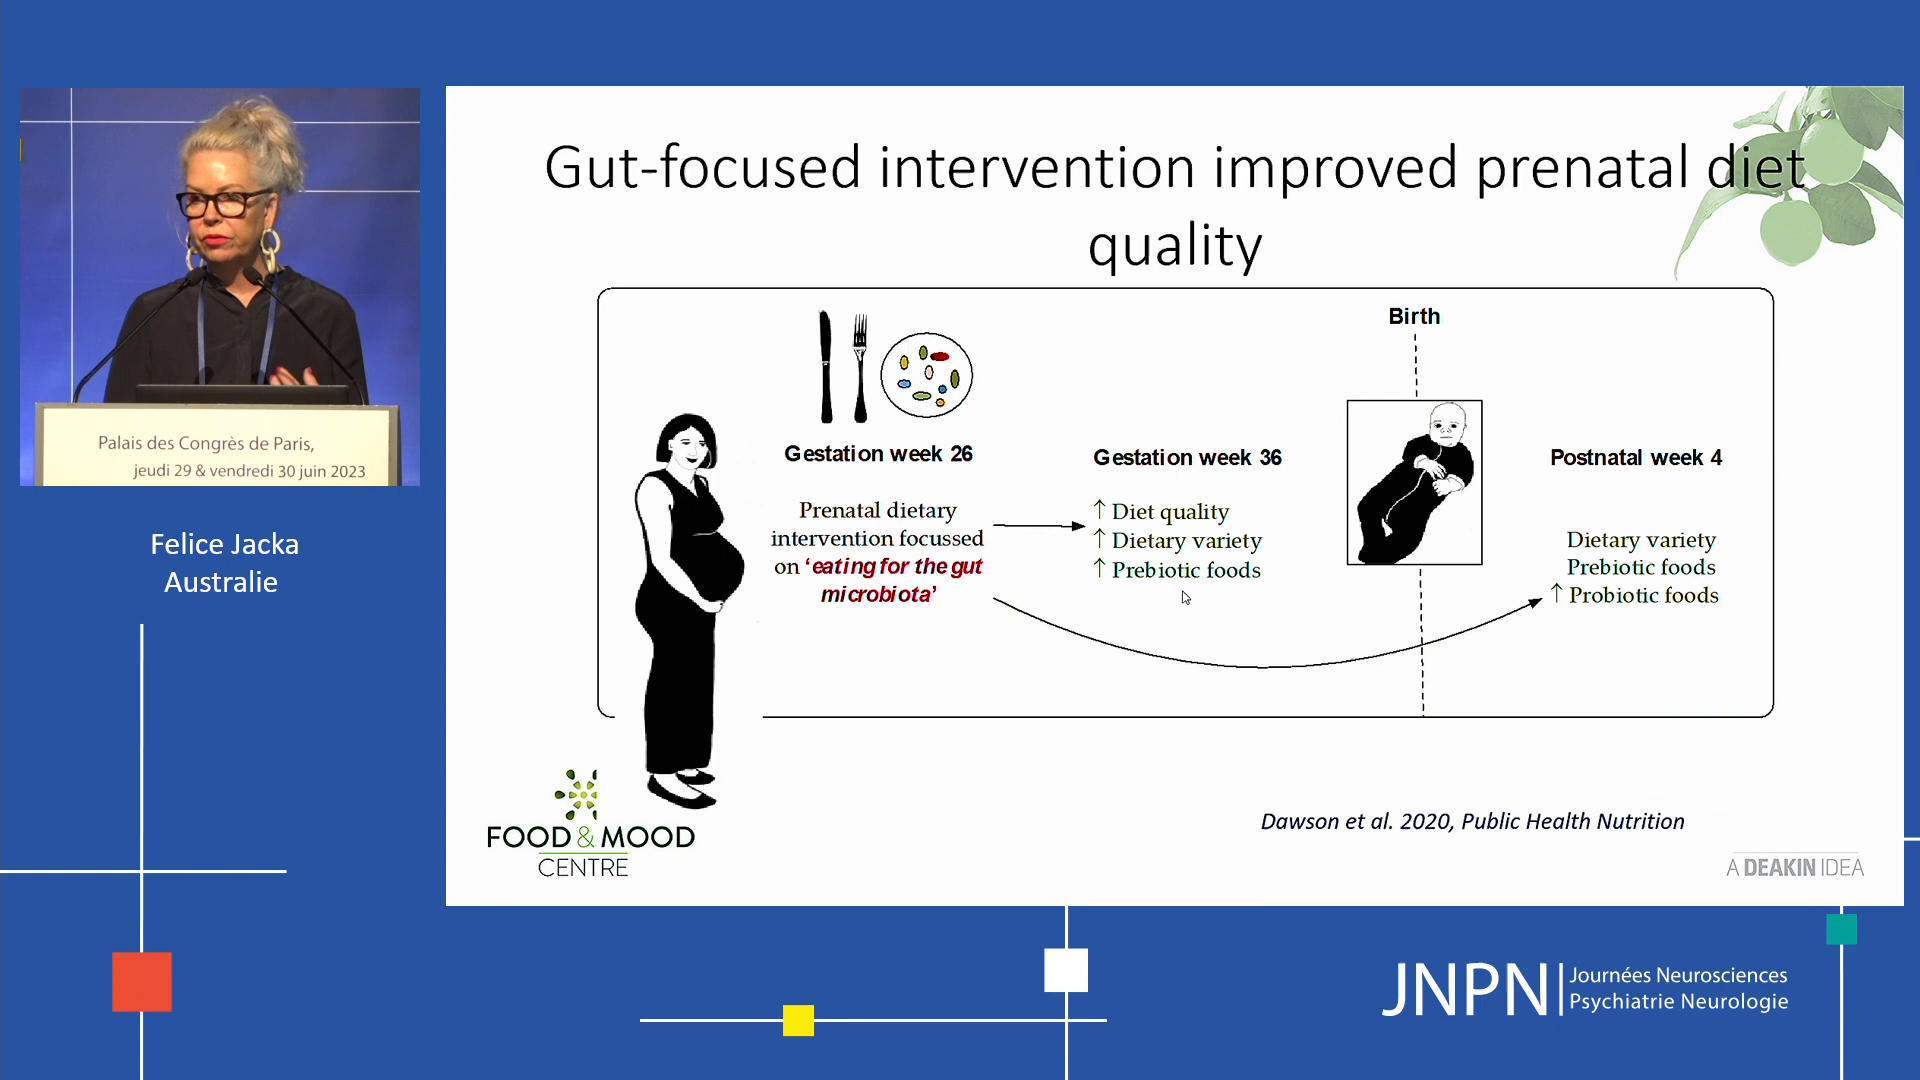 Gut-focused intervention improved prenatal diet
quality
Birth
Gestation week 26
Gestation week 36
Postnatal week 4
Prenatal dietary
intervention focussed
on ‘eating for the gut
microbiota’
↑ Diet quality
↑ Dietary variety
↑ Prebiotic foods
Dietary variety
Prebiotic foods
↑ Probiotic foods
Dawson et al. 2020, Public Health Nutrition
FOOD & MOOD
CENTRE
A DEAKIN IDEA
Palais des Congrès de Paris,
jeudi 29 & vendredi 30 juin 2023
Felice Jacka
Australie
JNPN
Journées Neurosciences
Psychiatrie Neurologie